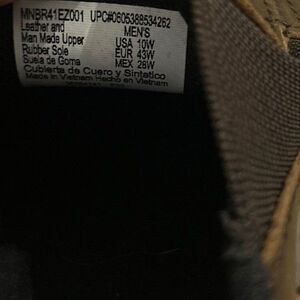 MNBR41EZ001 UPC#0605388534262
Leather and MEN'S
Man Made Upper USA 10W
Rubber Sole EUR 43W
Suela de Goma MEX 28W
Cubierta de Cuero y Sintetico
Made in Vietnam Hecho en Vietnam